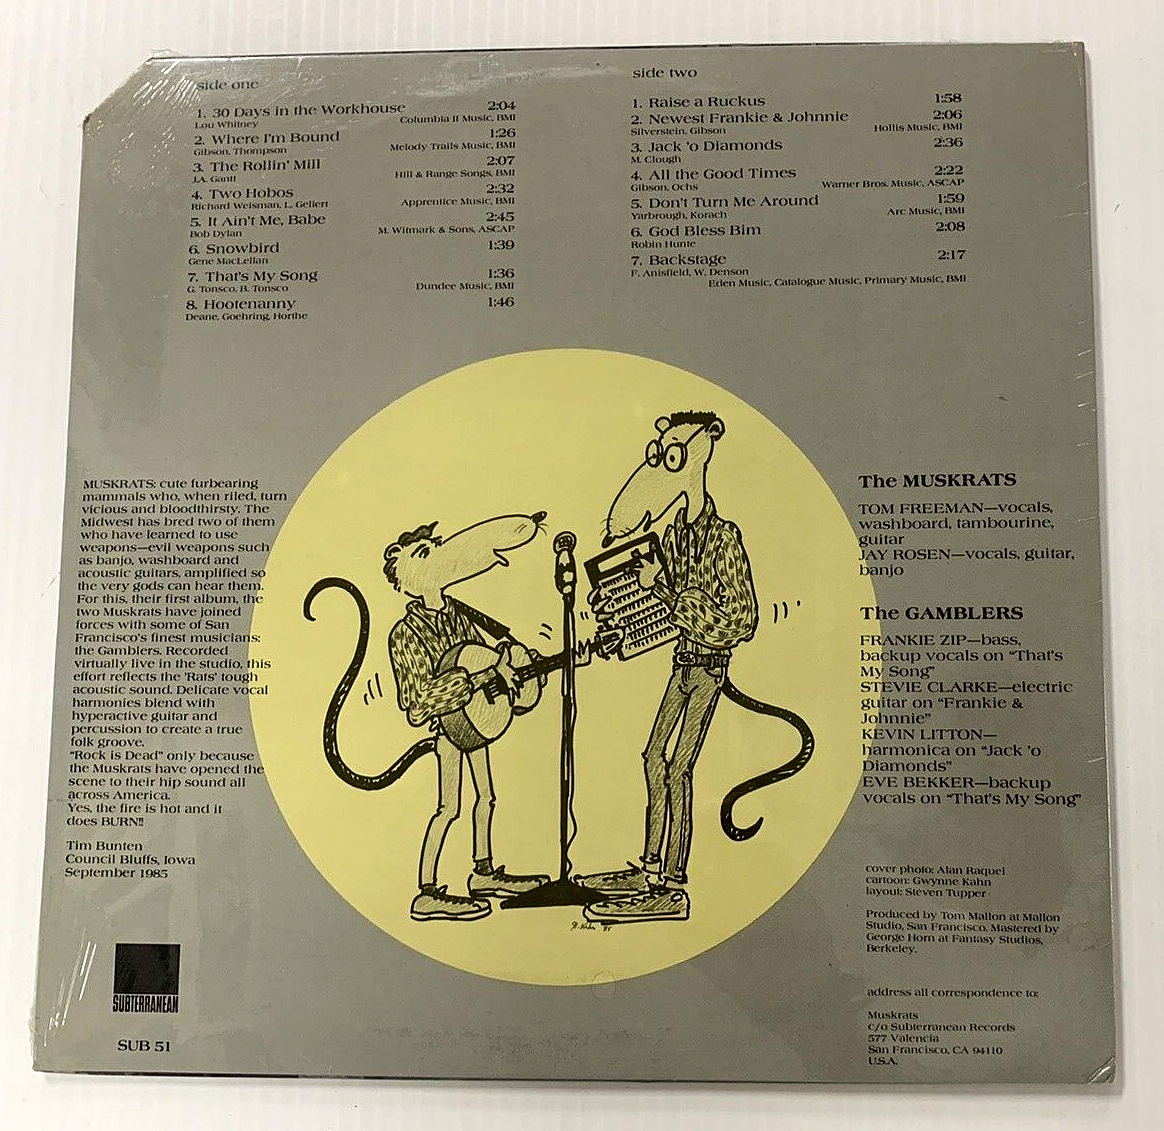 side one
1. 30 Days in the Workhouse 2:04
Lou Whitney Columbia II Music, BMI
2. Where I'm Bound 1:26
Gibson, Thompson Melody Trails Music, BMI
3. The Rollin' Mill 2:07
J.A. Gantt Hill & Range Songs, BMI
4. Two Hobos 2:32
Richard Weisman, L. Gellert Apprentice Music, BMI
5. It Ain't Me, Babe 2:45
Bob Dylan M. Witmark & Sons, ASCAP
6. Snowbird 1:39
Gene MacLellan
7. That's My Song 1:36
G. Tonsco, B. Tonsco Dundee Music, BMI
8. Hootenanny 1:46
Deane, Goehring, Horthe
side two
1. Raise a Ruckus 1:58
2. Newest Frankie & Johnnie 2:06
Silverstein, Gibson Hollis Music, BMI
3. Jack 'o Diamonds 2:36
M. Clough
4. All the Good Times 2:22
Gibson, Ochs Warner Bros. Music, ASCAP
5. Don't Turn Me Around 1:59
Yarbrough, Korach Arc Music, BMI
6. God Bless Bim 2:08
Robin Hunte
7. Backstage 2:17
F. Anisfield, W. Denson
Eden Music, Catalogue Music, Primary Music, BMI
MUSKRATS: cute furbearing
mammals who, when riled, turn
vicious and bloodthirsty. The
Midwest has bred two of them
who have learned to use
weapons—evil weapons such
as banjo, washboard and
acoustic guitars, amplified so
the very gods can hear them.
For this, their first album, the
two Muskrats have joined
forces with some of San
Francisco's finest musicians:
the Gamblers. Recorded
virtually live in the studio, this
effort reflects the 'Rats' tough
acoustic sound. Delicate vocal
harmonies blend with
hyperactive guitar and
percussion to create a true
folk groove.
"Rock is Dead" only because
the Muskrats have opened the
scene to their hip sound all
across America.
Yes, the fire is hot and it
does BURN!!
Tim Bunten
Council Bluffs, Iowa
September 1985
SUBTERRANEAN
SUB 51
G. Kahn '85
The MUSKRATS
TOM FREEMAN—vocals,
washboard, tambourine,
guitar
JAY ROSEN—vocals, guitar,
banjo
The GAMBLERS
FRANKIE ZIP—bass,
backup vocals on "That's
My Song"
STEVIE CLARKE—electric
guitar on "Frankie &
Johnnie"
KEVIN LITTON—
harmonica on "Jack 'o
Diamonds"
EVE BEKKER—backup
vocals on "That's My Song"
cover photo: Alan Raquel
cartoon: Gwynne Kahn
layout: Steven Tupper
Produced by Tom Mallon at Mallon
Studio, San Francisco. Mastered by
George Horn at Fantasy Studios,
Berkeley.
address all correspondence to:
Muskrats
c/o Subterranean Records
577 Valencia
San Francisco, CA 94110
U.S.A.